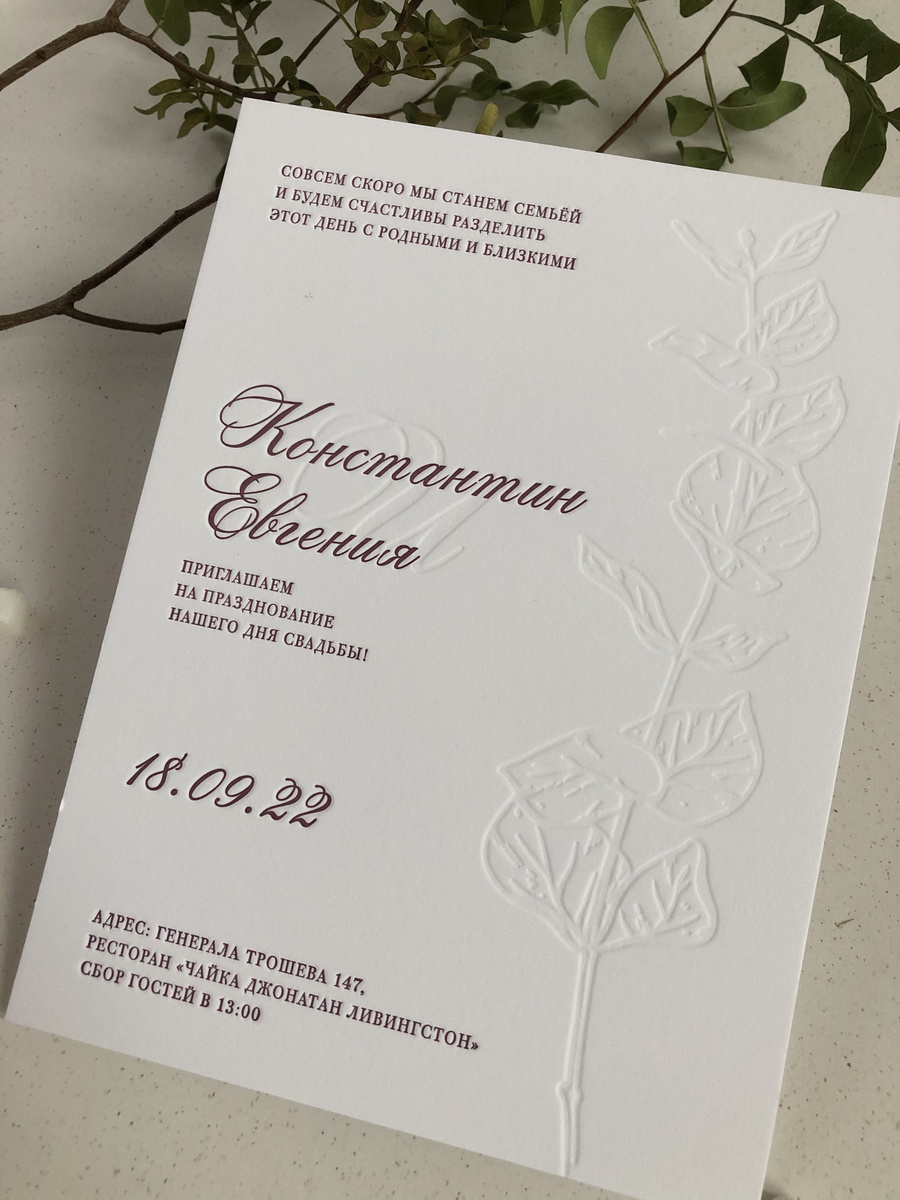 СОВСЕМ СКОРО МЫ СТАНЕМ СЕМЬЁЙ
И БУДЕМ СЧАСТЛИВЫ РАЗДЕЛИТЬ
ЭТОТ ДЕНЬ С РОДНЫМИ И БЛИЗКИМИ
Константин
И
Евгения
ПРИГЛАШАЕМ
НА ПРАЗДНОВАНИЕ
НАШЕГО ДНЯ СВАДЬБЫ!
18.09.22
АДРЕС: ГЕНЕРАЛА ТРОШЕВА 147,
РЕСТОРАН «ЧАЙКА ДЖОНАТАН ЛИВИНГСТОН»
СБОР ГОСТЕЙ В 13:00